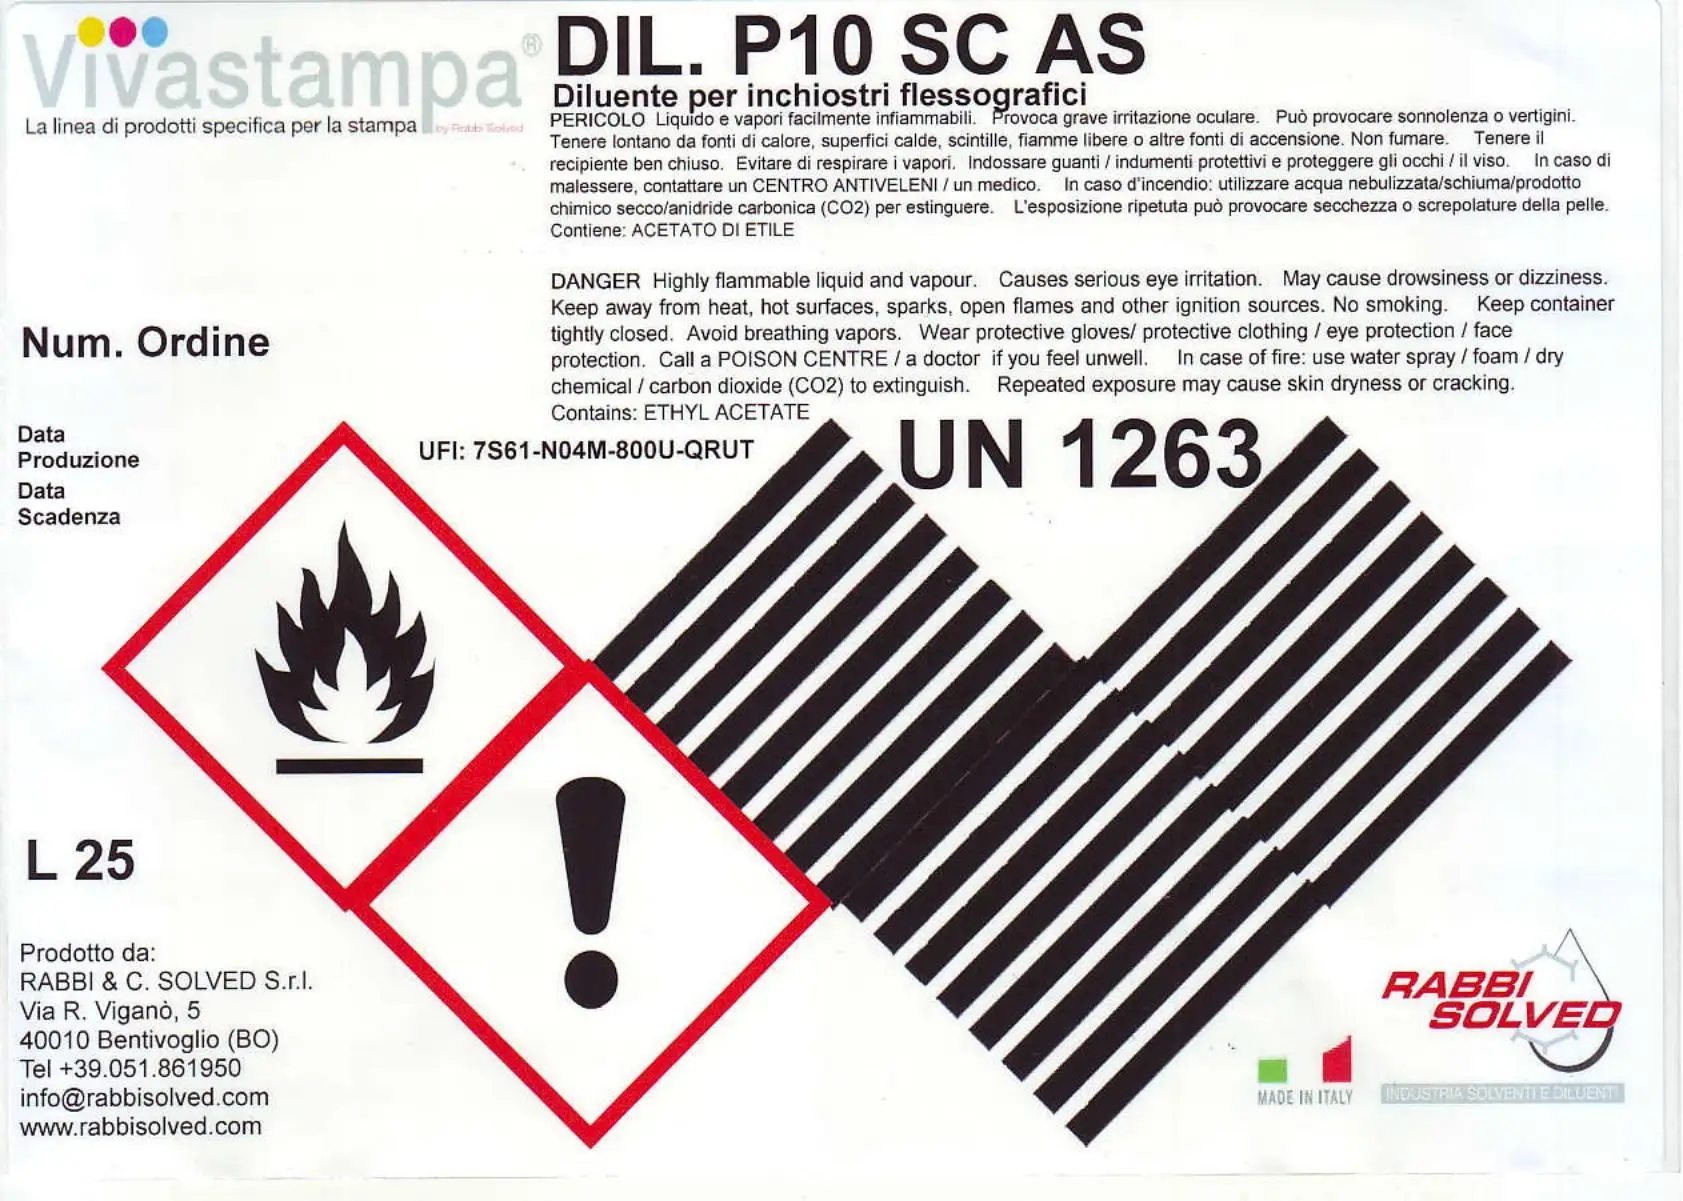 Vivastampa®
La linea di prodotti specifica per la stampa by Rabbi Solved
DIL. P10 SC AS
Diluente per inchiostri flessografici
PERICOLO Liquido e vapori facilmente infiammabili. Provoca grave irritazione oculare. Può provocare sonnolenza o vertigini.
Tenere lontano da fonti di calore, superfici calde, scintille, fiamme libere o altre fonti di accensione. Non fumare. Tenere il
recipiente ben chiuso. Evitare di respirare i vapori. Indossare guanti / indumenti protettivi e proteggere gli occhi / il viso. In caso di
malessere, contattare un CENTRO ANTIVELENI / un medico. In caso d'incendio: utilizzare acqua nebulizzata/schiuma/prodotto
chimico secco/anidride carbonica (CO2) per estinguere. L'esposizione ripetuta può provocare secchezza o screpolature della pelle.
Contiene: ACETATO DI ETILE
DANGER Highly flammable liquid and vapour. Causes serious eye irritation. May cause drowsiness or dizziness.
Keep away from heat, hot surfaces, sparks, open flames and other ignition sources. No smoking. Keep container
tightly closed. Avoid breathing vapors. Wear protective gloves/ protective clothing / eye protection / face
protection. Call a POISON CENTRE / a doctor if you feel unwell. In case of fire: use water spray / foam / dry
chemical / carbon dioxide (CO2) to extinguish. Repeated exposure may cause skin dryness or cracking.
Contains: ETHYL ACETATE
Num. Ordine
Data
Produzione
Data
Scadenza
UFI: 7S61-N04M-800U-QRUT
UN 1263
L 25
Prodotto da:
RABBI & C. SOLVED S.r.l.
Via R. Viganò, 5
40010 Bentivoglio (BO)
Tel +39.051.861950
info@rabbisolved.com
www.rabbisolved.com
MADE IN ITALY
RABBI
SOLVED
INDUSTRIA SOLVENTI E DILUENTI